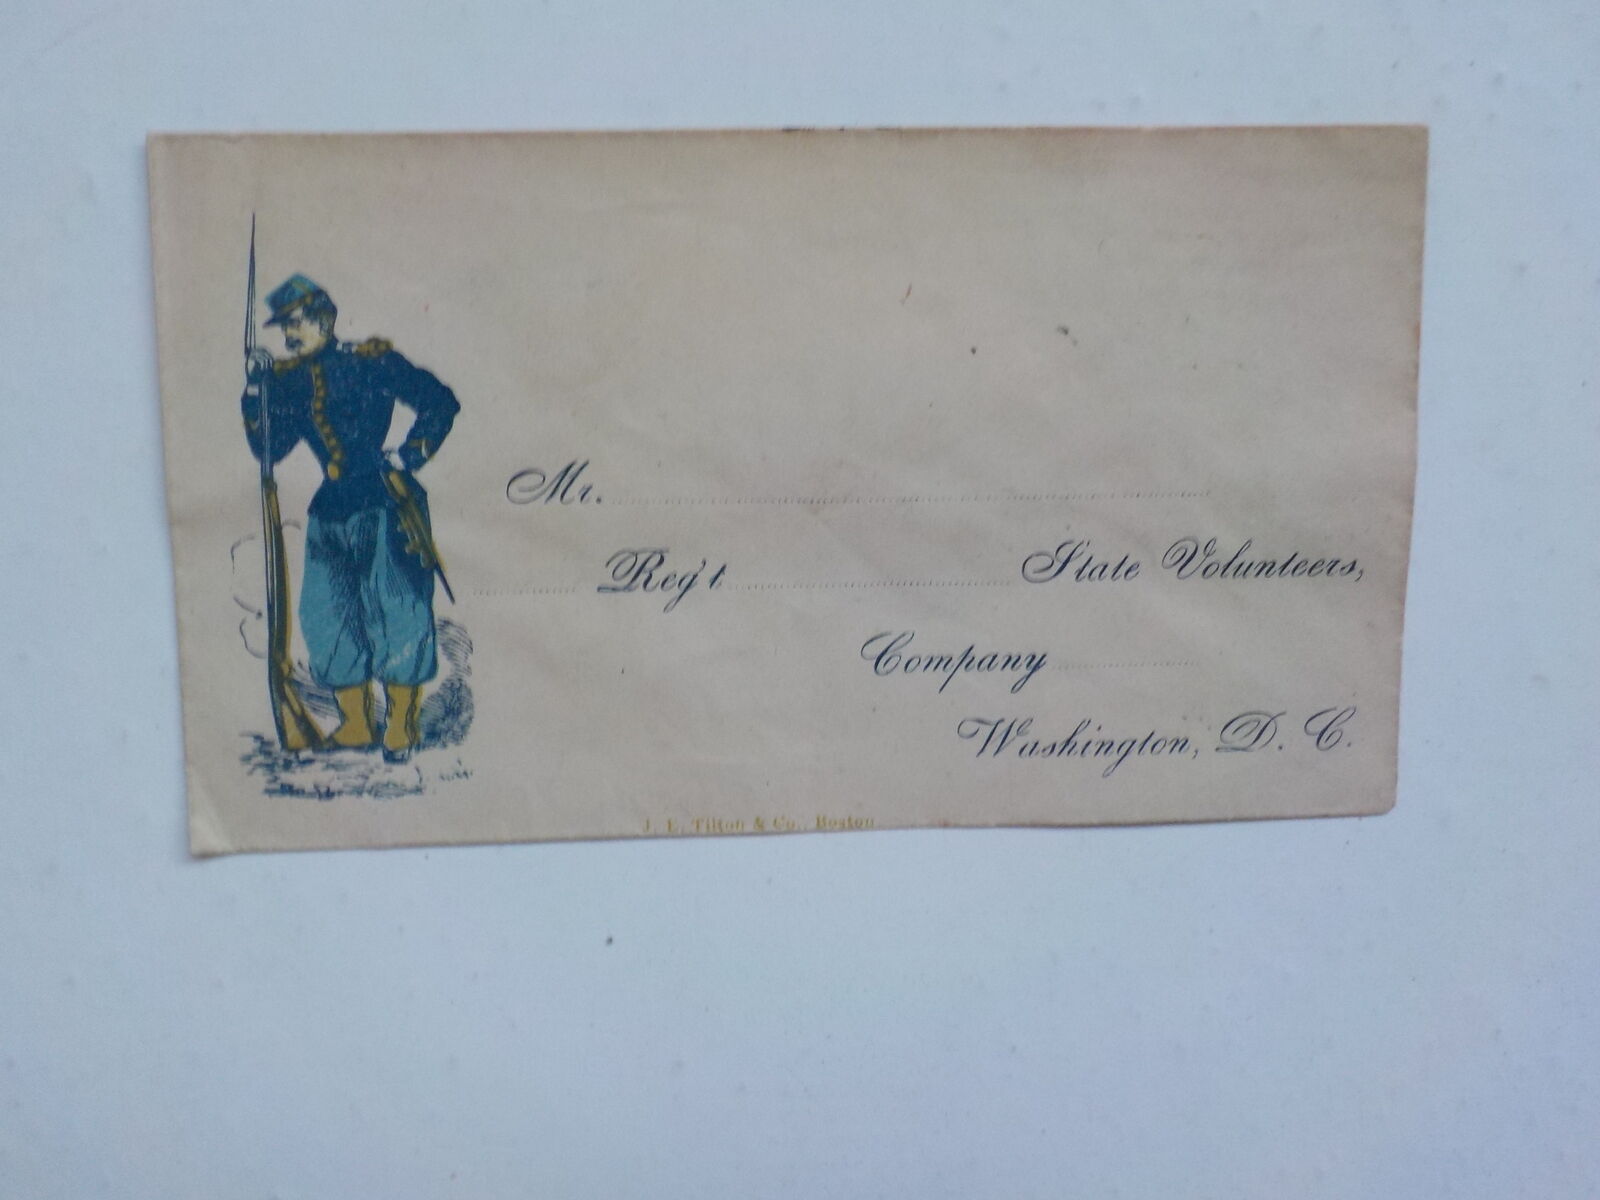 Mr.
Reg't State Volunteers,
Company
Washington, D. C.
J. E. Tilton & Co., Boston